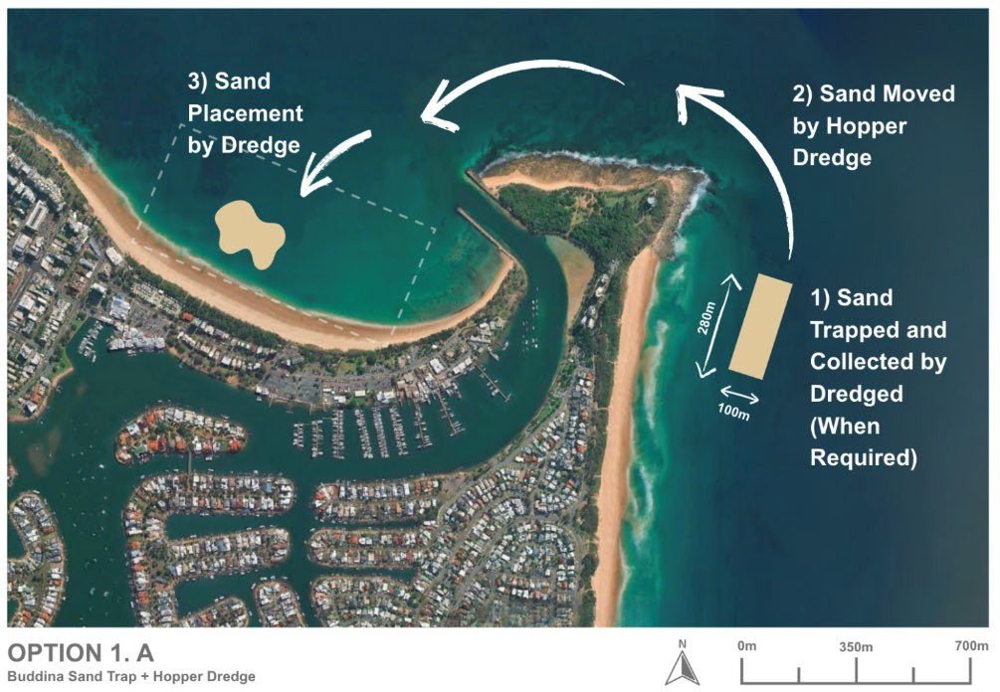 3) Sand
Placement
by Dredge
2) Sand Moved
by Hopper
Dredge
1) Sand
Trapped and
Collected by
Dredged
(When
Required)
280m
100m
OPTION 1. A
Buddina Sand Trap + Hopper Dredge
N
0m 350m 700m